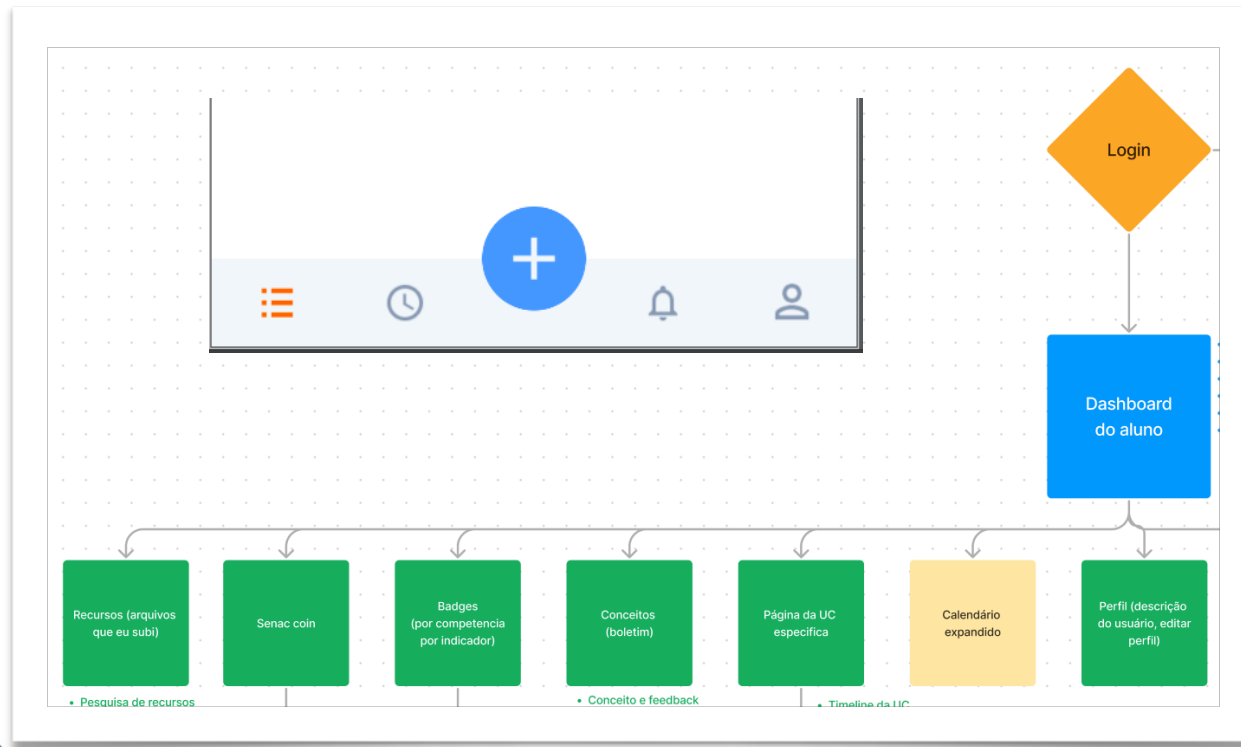 Login
Dashboard
do aluno
Recursos (arquivos
que eu subi)
Senac coin
Badges
(por competencia
por indicador)
Conceitos
(boletim)
Página da UC
especifica
Calendário
expandido
Perfil (descrição
do usuário, editar
perfil)
• Pesquisa de recursos
• Conceito e feedback
• Timeline da UC